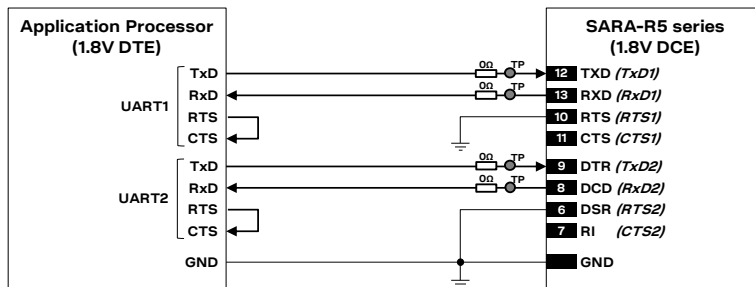 Application Processor
(1.8V DTE)
SARA-R5 series
(1.8V DCE)
UART1
TxD
0Ω
TP
12
TXD (TxD1)
RxD
0Ω
TP
13
RXD (RxD1)
RTS
10
RTS (RTS1)
CTS
11
CTS (CTS1)
UART2
TxD
0Ω
TP
9
DTR (TxD2)
RxD
0Ω
TP
8
DCD (RxD2)
RTS
6
DSR (RTS2)
CTS
7
RI (CTS2)
GND
GND